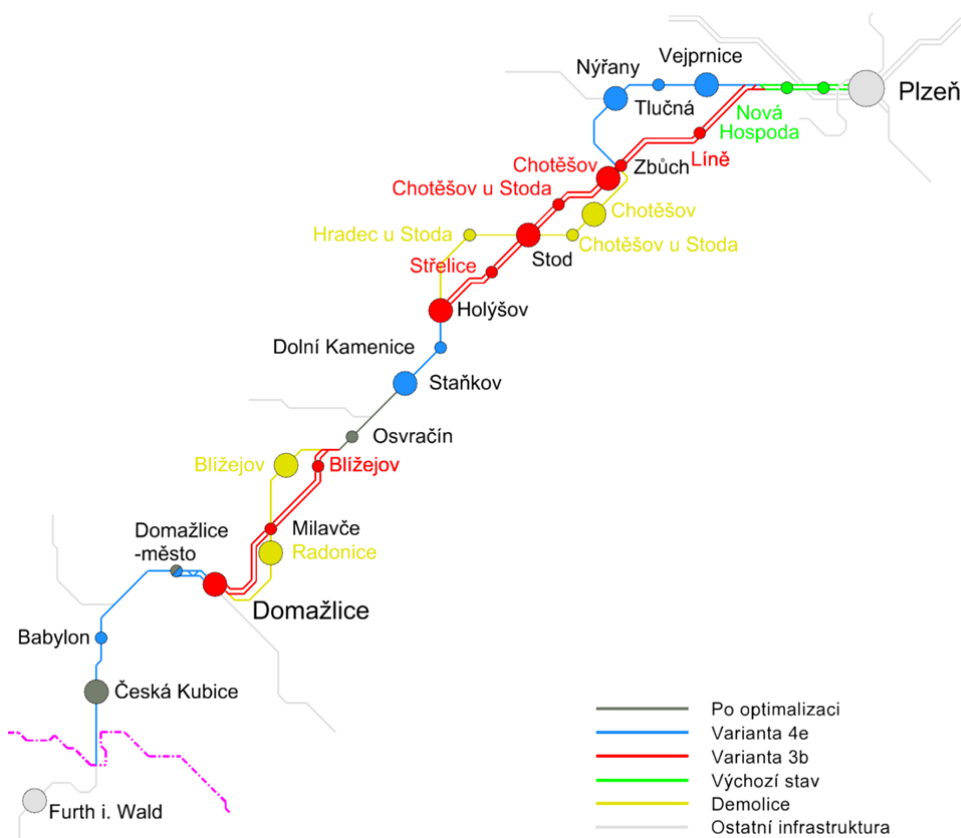 Vejprnice
Nýřany
Plzeň
Tlučná
Nová
Hospoda
Líně
Chotěšov
Zbůch
Chotěšov u Stoda
Chotěšov
Hradec u Stoda
Chotěšov u Stoda
Stod
Střelice
Holýšov
Dolní Kamenice
Staňkov
Osvračín
Blížejov
Blížejov
Domažlice
-město
Milavče
Radonice
Domažlice
Babylon
Česká Kubice
Furth i. Wald
Po optimalizaci
Varianta 4e
Varianta 3b
Výchozí stav
Demolice
Ostatní infrastruktura